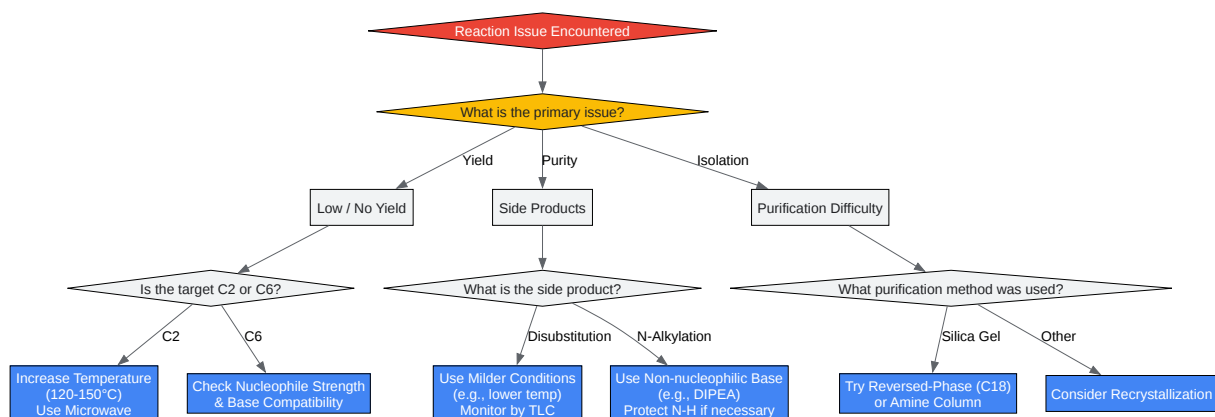 Reaction Issue Encountered
What is the primary issue?
Yield
Purity
Isolation
Low / No Yield
Side Products
Purification Difficulty
Is the target C2 or C6?
What is the side product?
What purification method was used?
C2
C6
Disubstitution
N-Alkylation
Silica Gel
Other
Increase Temperature
(120-150°C)
Use Microwave
Check Nucleophile Strength
& Base Compatibility
Use Milder Conditions
(e.g., lower temp)
Monitor by TLC
Use Non-nucleophilic Base
(e.g., DIPEA)
Protect N-H if necessary
Try Reversed-Phase (C18)
or Amine Column
Consider Recrystallization